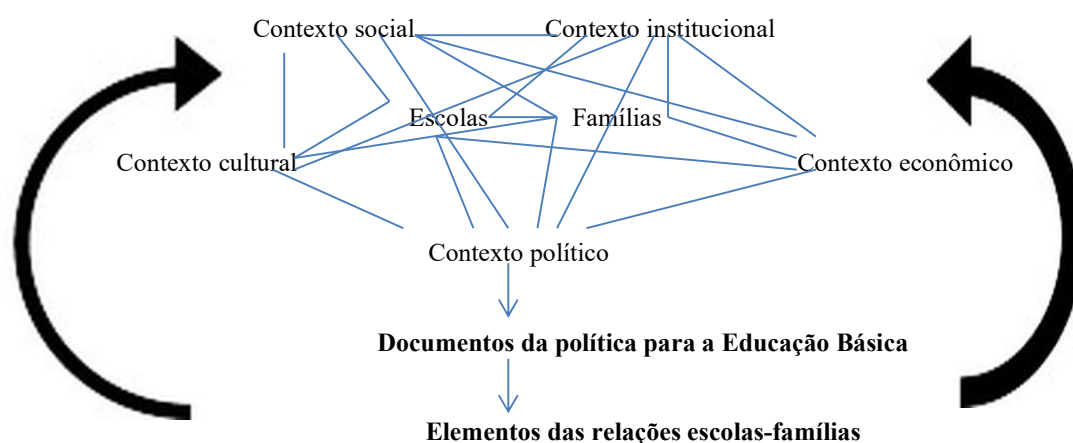 Contexto social
Contexto institucional
Escolas
Famílias
Contexto cultural
Contexto econômico
Contexto político
Documentos da política para a Educação Básica
Elementos das relações escolas-famílias